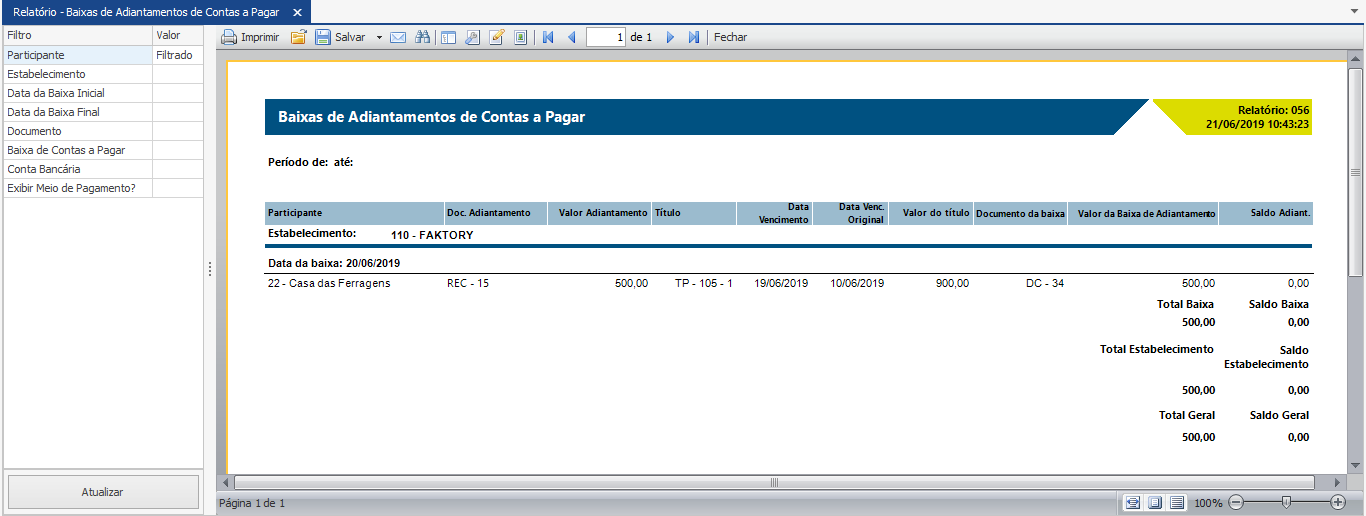 Relatório - Baixas de Adiantamentos de Contas a Pagar
Filtro Valor
Participante Filtrado
Estabelecimento
Data da Baixa Inicial
Data da Baixa Final
Documento
Baixa de Contas a Pagar
Conta Bancária
Exibir Meio de Pagamento?
Atualizar
Imprimir Salvar 1 de 1 Fechar
Baixas de Adiantamentos de Contas a Pagar
Relatório: 056
21/06/2019 10:43:23
Período de: até:
Participante Doc. Adiantamento Valor Adiantamento Título Data Vencimento Data Venc. Original Valor do título Documento da baixa Valor da Baixa de Adiantamento Saldo Adiant.
Estabelecimento: 110 - FAKTORY
Data da baixa: 20/06/2019
22 - Casa das Ferragens REC - 15 500,00 TP - 105 - 1 19/06/2019 10/06/2019 900,00 DC - 34 500,00 0,00
Total Baixa Saldo Baixa
500,00 0,00
Total Estabelecimento Saldo Estabelecimento
500,00 0,00
Total Geral Saldo Geral
500,00 0,00
Página 1 de 1
100%